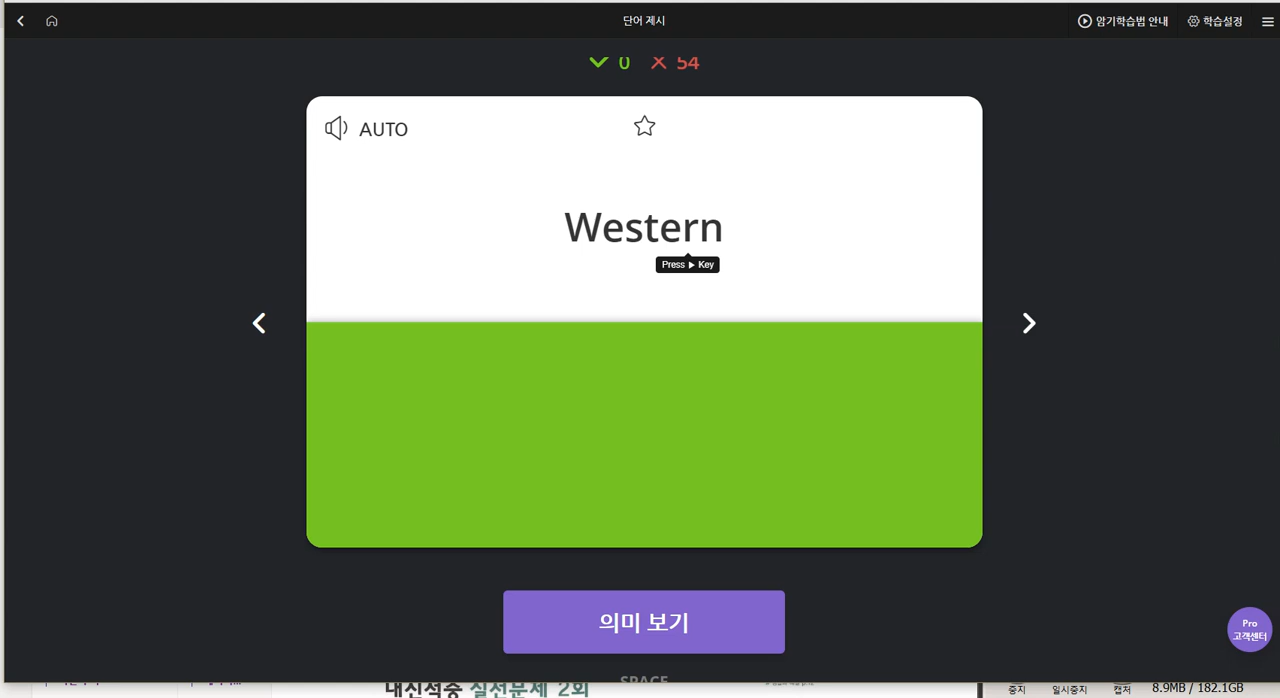 단어 제시
암기학습법 안내
학습설정
0
54
AUTO
Western
Press ▶ Key
의미 보기
Pro
고객센터
SPACE
내신적중 실전문제 2회
중지
일시중지
캡처
8.9MB / 182.1GB